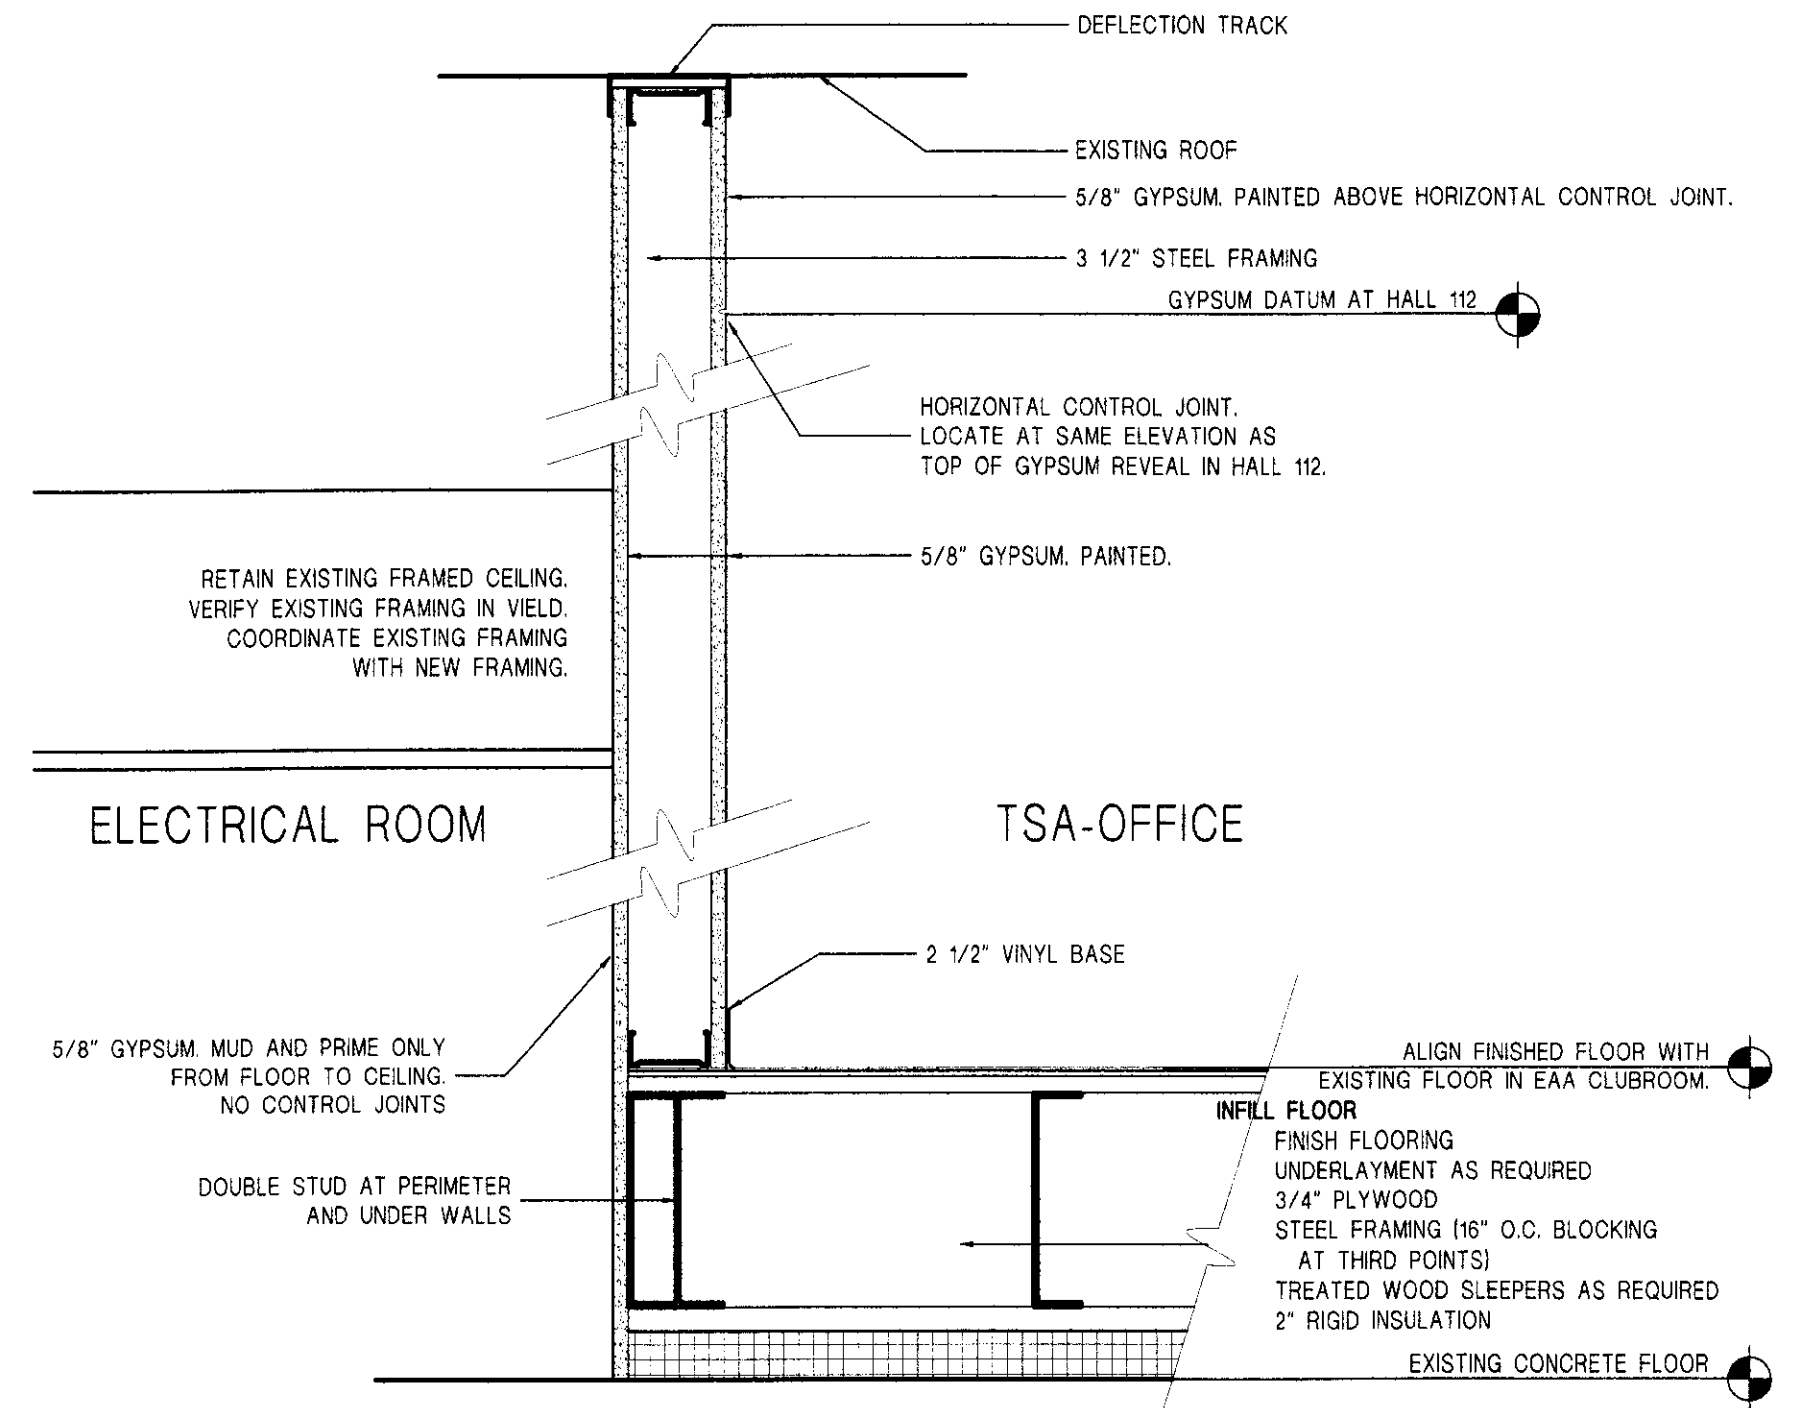 DEFLECTION TRACK
EXISTING ROOF
5/8" GYPSUM. PAINTED ABOVE HORIZONTAL CONTROL JOINT.
3 1/2" STEEL FRAMING
GYPSUM DATUM AT HALL 112
HORIZONTAL CONTROL JOINT.
LOCATE AT SAME ELEVATION AS
TOP OF GYPSUM REVEAL IN HALL 112.
5/8" GYPSUM. PAINTED.
RETAIN EXISTING FRAMED CEILING.
VERIFY EXISTING FRAMING IN VIELD.
COORDINATE EXISTING FRAMING
WITH NEW FRAMING.
ELECTRICAL ROOM
TSA-OFFICE
2 1/2" VINYL BASE
5/8" GYPSUM. MUD AND PRIME ONLY
FROM FLOOR TO CEILING.
NO CONTROL JOINTS
ALIGN FINISHED FLOOR WITH
EXISTING FLOOR IN EAA CLUBROOM.
INFILL FLOOR
FINISH FLOORING
UNDERLAYMENT AS REQUIRED
3/4" PLYWOOD
STEEL FRAMING (16" O.C. BLOCKING
AT THIRD POINTS)
TREATED WOOD SLEEPERS AS REQUIRED
2" RIGID INSULATION
DOUBLE STUD AT PERIMETER
AND UNDER WALLS
EXISTING CONCRETE FLOOR